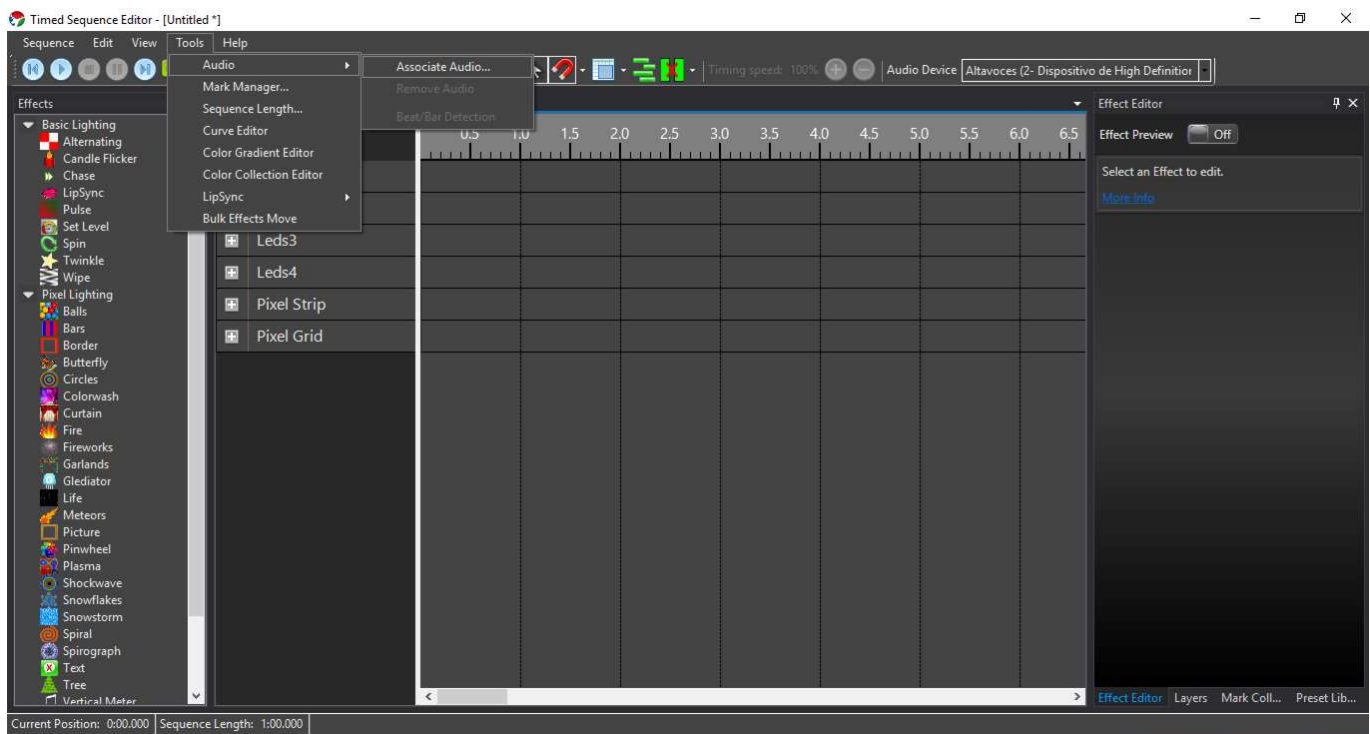 Timed Sequence Editor - [Untitled *]
Sequence Edit View Tools Help
Timing speed: 100% Audio Device Altavoces (2- Dispositivo de High Definitior
Audio
Mark Manager...
Sequence Length...
Curve Editor
Color Gradient Editor
Color Collection Editor
LipSync
Bulk Effects Move
Associate Audio...
Remove Audio
Beat/Bar Detection
Effects
Basic Lighting
Alternating
Candle Flicker
Chase
LipSync
Pulse
Set Level
Spin
Twinkle
Wipe
Pixel Lighting
Balls
Bars
Border
Butterfly
Circles
Colorwash
Curtain
Fire
Fireworks
Garlands
Glediator
Life
Meteors
Picture
Pinwheel
Plasma
Shockwave
Snowflakes
Snowstorm
Spiral
Spirograph
Text
Tree
Vertical Meter
0.5 1.0 1.5 2.0 2.5 3.0 3.5 4.0 4.5 5.0 5.5 6.0 6.5
Leds3
Leds4
Pixel Strip
Pixel Grid
Effect Editor
Effect Preview Off
Select an Effect to edit.
More Info
Effect Editor Layers Mark Coll... Preset Lib...
Current Position: 0:00.000 Sequence Length: 1:00.000